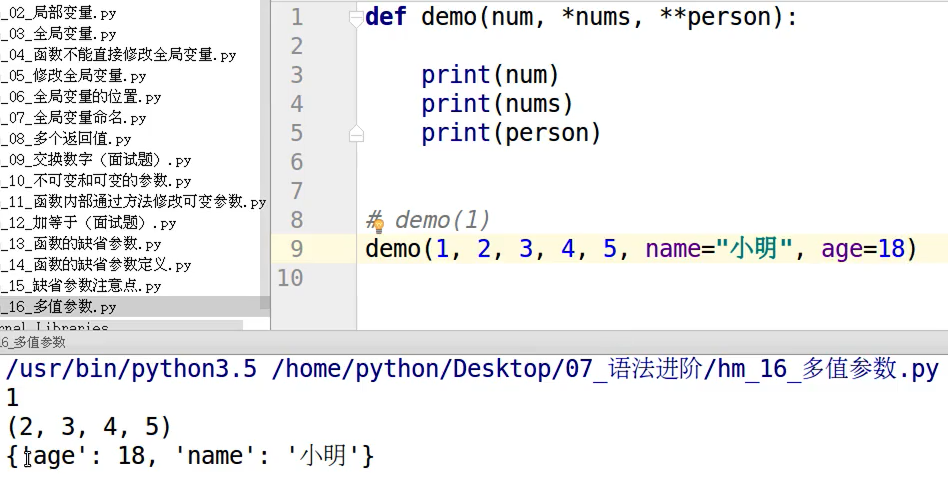 _02_局部变量.py
_03_全局变量.py
_04_函数不能直接修改全局变量.py
_05_修改全局变量.py
_06_全局变量的位置.py
_07_全局变量命名.py
_08_多个返回值.py
_09_交换数字（面试题）.py
_10_不可变和可变的参数.py
_11_函数内部通过方法修改可变参数.py
_12_加等于（面试题）.py
_13_函数的缺省参数.py
_14_函数的缺省参数定义.py
_15_缺省参数注意点.py
_16_多值参数.py
rnal Libraries
1 def demo(num, *nums, **person):
2
3 print(num)
4 print(nums)
5 print(person)
6
7
8 # demo(1)
9 demo(1, 2, 3, 4, 5, name="小明", age=18)
10
6_多值参数
/usr/bin/python3.5 /home/python/Desktop/07_语法进阶/hm_16_多值参数.py
1
(2, 3, 4, 5)
{'age': 18, 'name': '小明'}